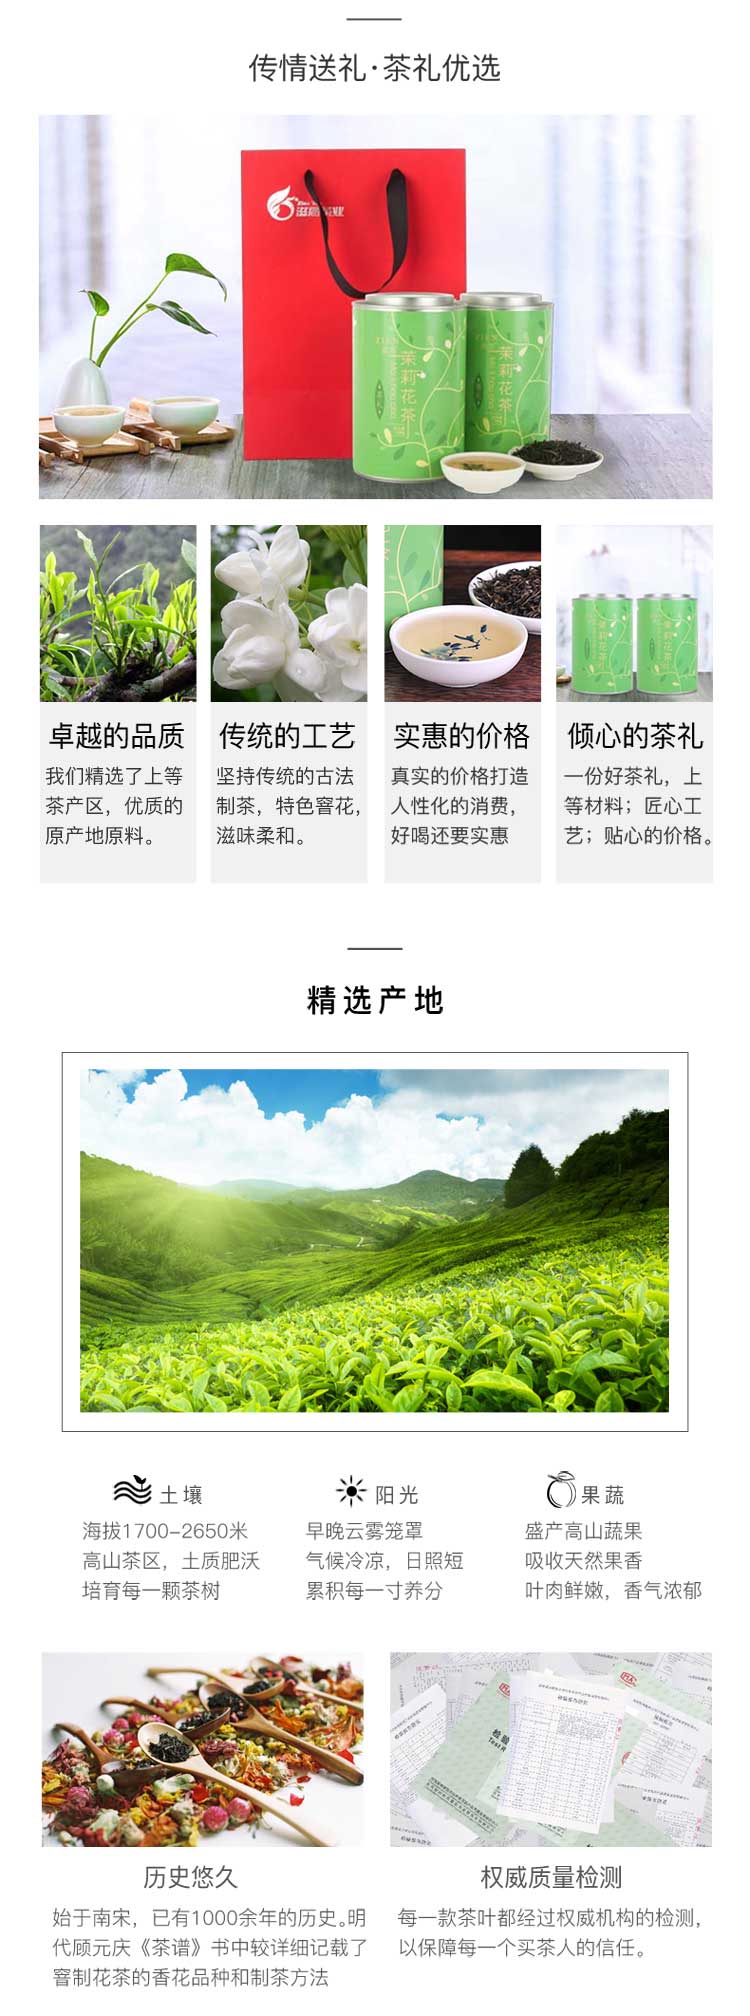 传情送礼·茶礼优选
茶业
茉莉花茶
茉莉花茶
茉莉花茶
茉莉花茶
卓越的品质
我们精选了上等
茶产区，优质的
原产地原料。
传统的工艺
坚持传统的古法
制茶，特色窨花，
滋味柔和。
实惠的价格
真实的价格打造
人性化的消费，
好喝还要实惠
倾心的茶礼
一份好茶礼，上
等材料；匠心工
艺；贴心的价格。
精选产地
土壤
海拔1700-2650米
高山茶区，土质肥沃
培育每一颗茶树
阳光
早晚云雾笼罩
气候冷凉，日照短
累积每一寸养分
果蔬
盛产高山蔬果
吸收天然果香
叶肉鲜嫩，香气浓郁
历史悠久
始于南宋，已有1000余年的历史。明
代顾元庆《茶谱》书中较详细记载了
窨制花茶的香花品种和制茶方法
权威质量检测
每一款茶叶都经过权威机构的检测，
以保障每一个买茶人的信任。